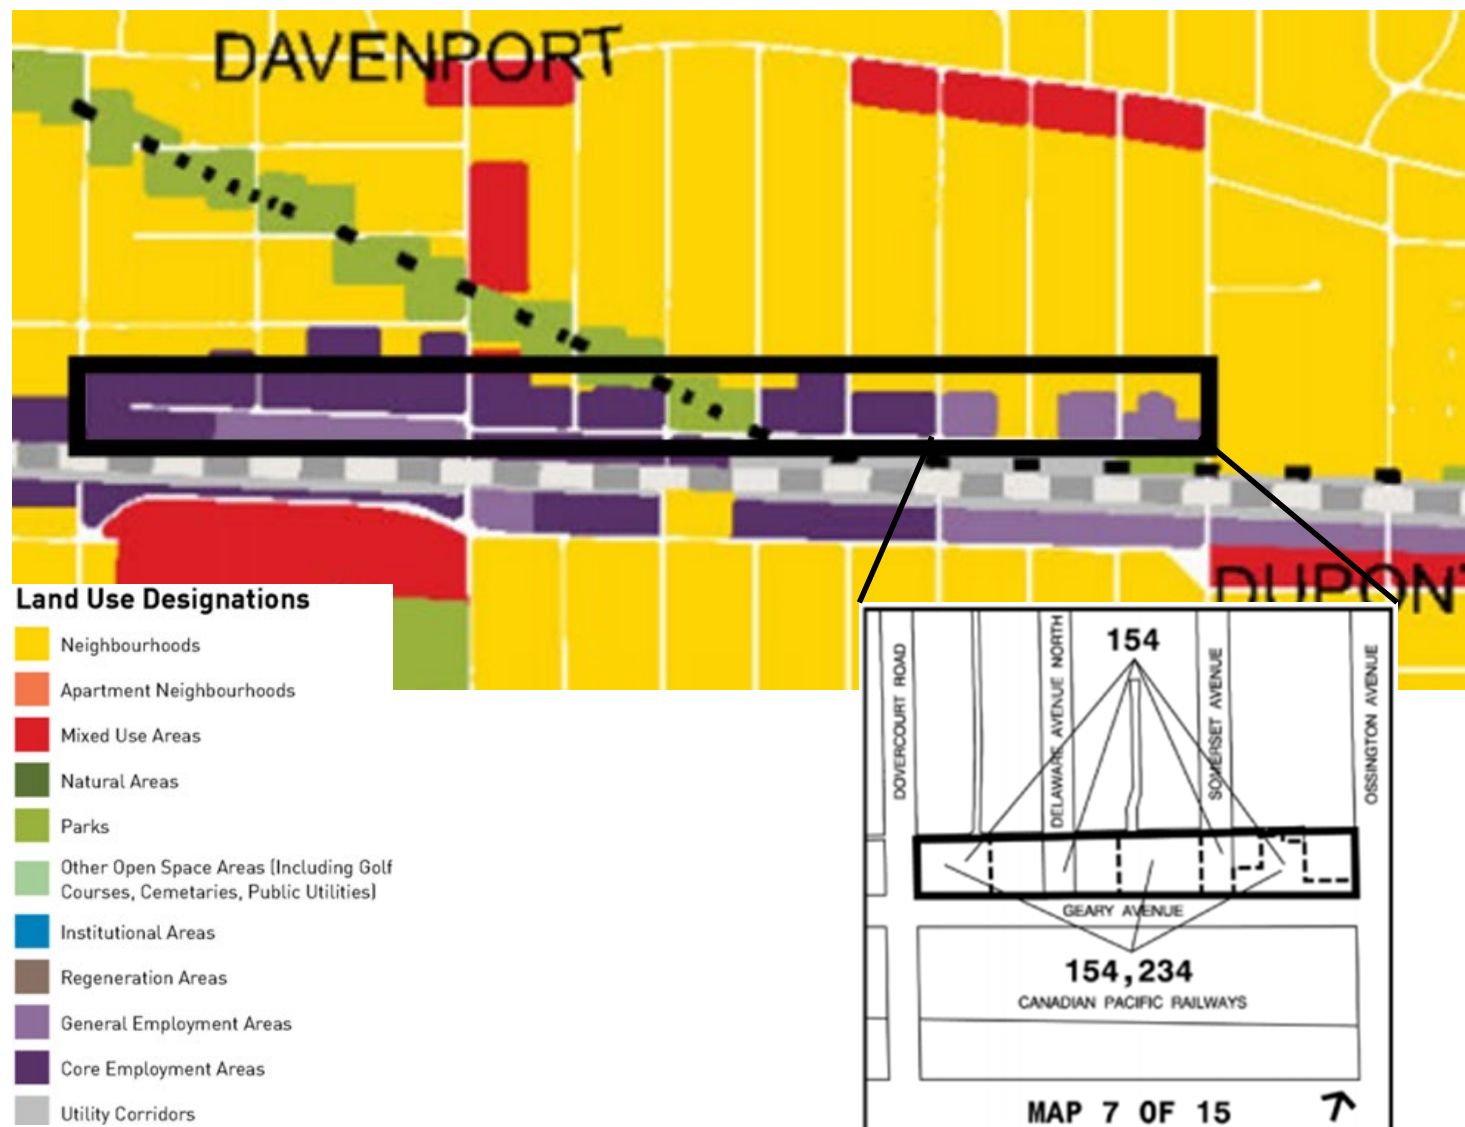 DAVENPORT
DUPONT
Land Use Designations
Neighbourhoods
Apartment Neighbourhoods
Mixed Use Areas
Natural Areas
Parks
Other Open Space Areas (Including Golf
Courses, Cemetaries, Public Utilities)
Institutional Areas
Regeneration Areas
General Employment Areas
Core Employment Areas
Utility Corridors
154
DOVERCOURT ROAD
DELAWARE AVENUE NORTH
SOMERSET AVENUE
OSSINGTON AVENUE
GEARY AVENUE
154,234
CANADIAN PACIFIC RAILWAYS
MAP 7 OF 15